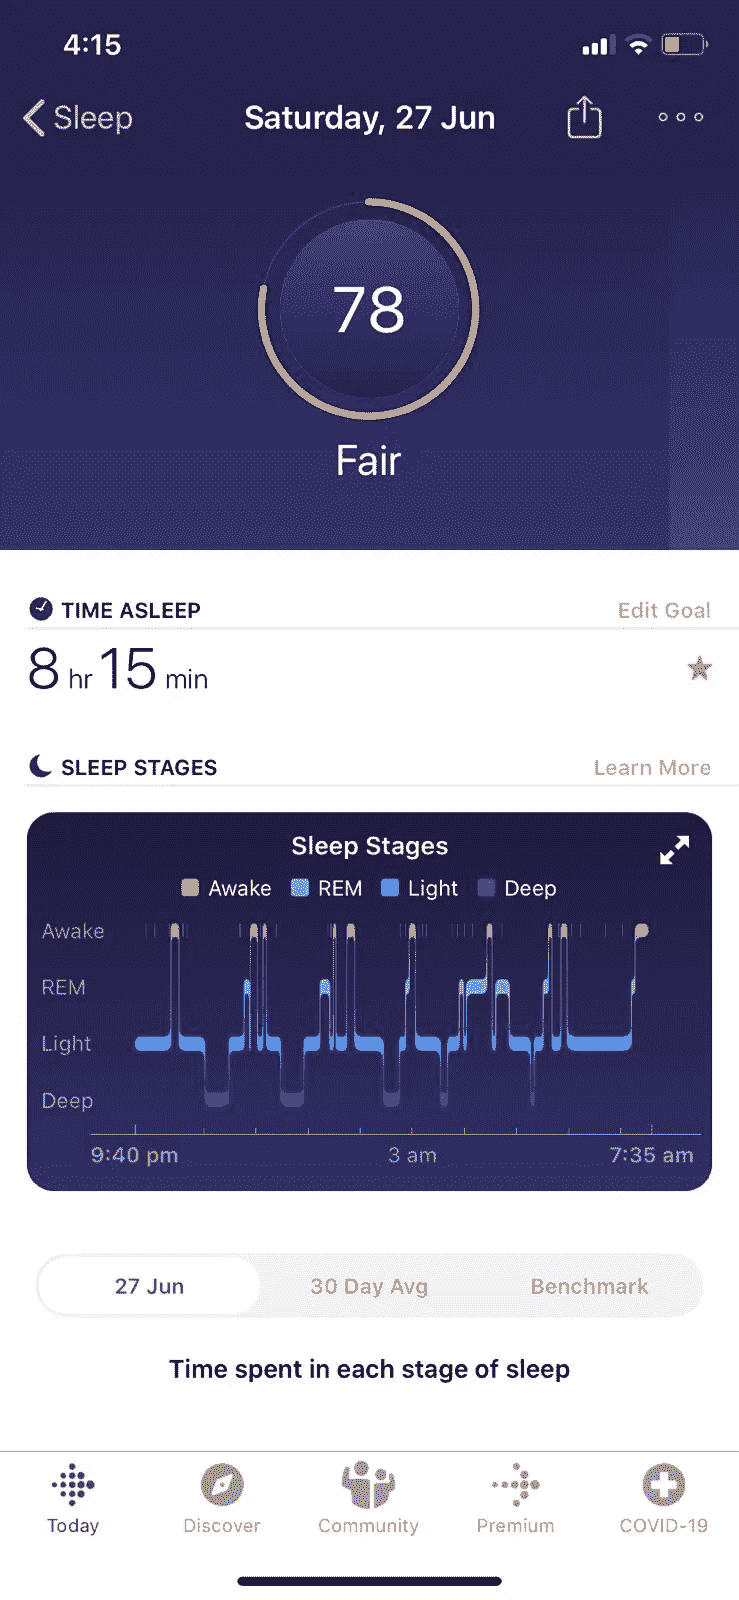 4:15
Sleep Saturday, 27 Jun
78
Fair
TIME ASLEEP Edit Goal
8 hr 15 min
SLEEP STAGES Learn More
Sleep Stages
Awake REM Light Deep
Awake
REM
Light
Deep
9:40 pm 3 am 7:35 am
27 Jun 30 Day Avg Benchmark
Time spent in each stage of sleep
Today Discover Community Premium COVID-19